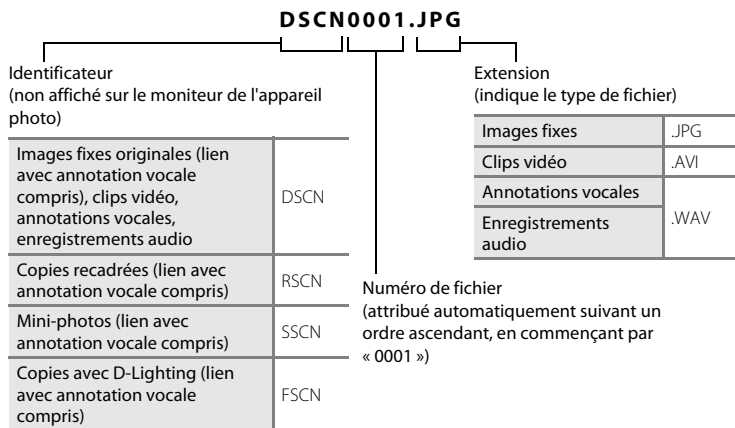 DSCN0001.JPG
Identificateur
(non affiché sur le moniteur de l'appareil
photo)
Images fixes originales (lien
avec annotation vocale
compris), clips vidéo,
annotations vocales,
enregistrements audio
DSCN
Copies recadrées (lien avec
annotation vocale compris)
RSCN
Mini-photos (lien avec
annotation vocale compris)
SSCN
Copies avec D-Lighting (lien
avec annotation vocale
compris)
FSCN
Numéro de fichier
(attribué automatiquement suivant un
ordre ascendant, en commençant par
« 0001 »)
Extension
(indique le type de fichier)
Images fixes
.JPG
Clips vidéo
.AVI
Annotations vocales
Enregistrements
audio
.WAV